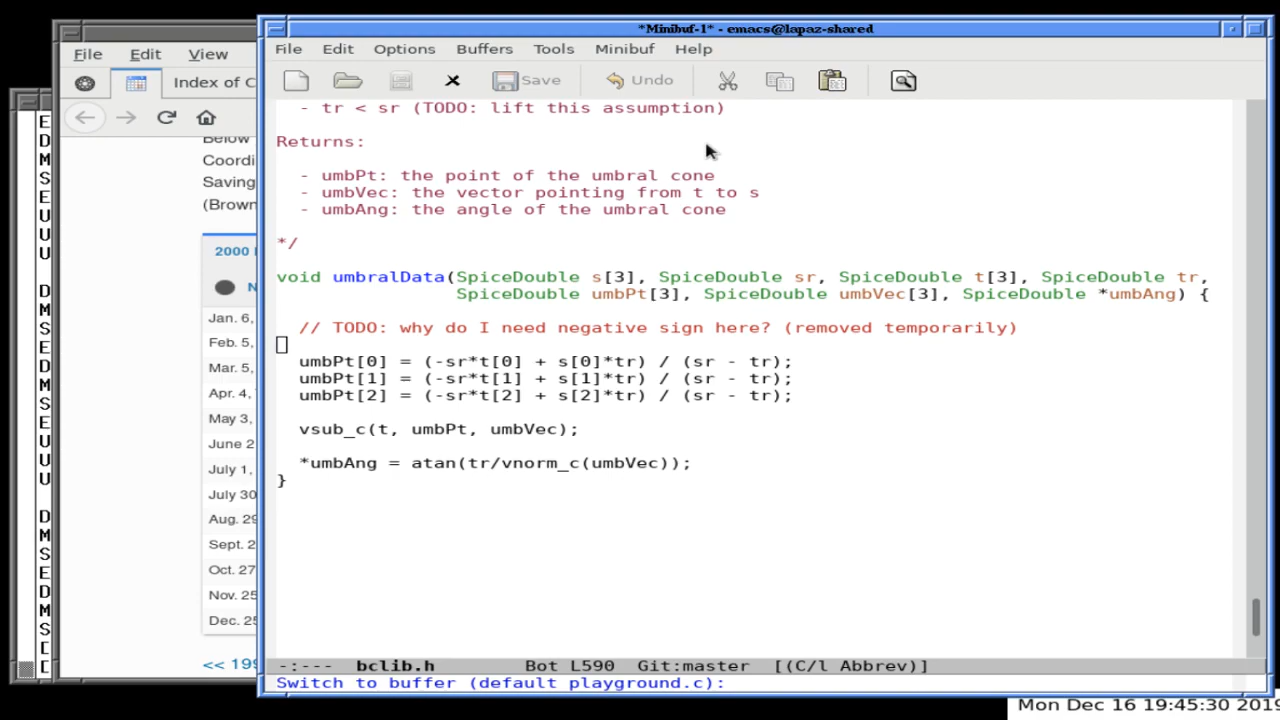 *Minibuf-1* - emacs@lapaz-shared
File Edit Options Buffers Tools Minibuf Help
Save Undo
- tr < sr (TODO: lift this assumption)
Returns:
- umbPt: the point of the umbral cone
- umbVec: the vector pointing from t to s
- umbAng: the angle of the umbral cone
*/
void umbralData(SpiceDouble s[3], SpiceDouble sr, SpiceDouble t[3], SpiceDouble tr,
SpiceDouble umbPt[3], SpiceDouble umbVec[3], SpiceDouble *umbAng) {
// TODO: why do I need negative sign here? (removed temporarily)
umbPt[0] = (-sr*t[0] + s[0]*tr) / (sr - tr);
umbPt[1] = (-sr*t[1] + s[1]*tr) / (sr - tr);
umbPt[2] = (-sr*t[2] + s[2]*tr) / (sr - tr);
vsub_c(t, umbPt, umbVec);
*umbAng = atan(tr/vnorm_c(umbVec));
}
-:--- bclib.h Bot L590 Git:master [(C/l Abbrev)]
Switch to buffer (default playground.c):
File Edit View
Index of C
Below
Coordi
Saving
(Brown
2000
N
Jan. 6,
Feb. 5,
Mar. 5,
Apr. 4,
May 3,
June 2
July 1,
July 30
Aug. 29
Sept. 2
Oct. 27
Nov. 25
Dec. 25
<< 199
E
D
M
S
E
U
U
U
D
M
S
E
D
M
S
E
U
U
U
D
M
S
E
D
M
S
Mon Dec 16 19:45:30 2019